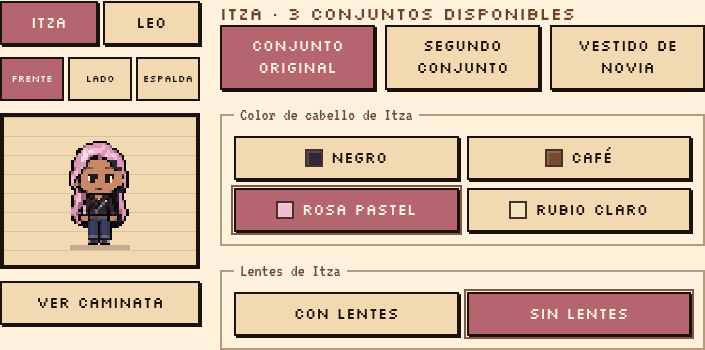 ITZA
LEO
FRENTE
LADO
ESPALDA
VER CAMINATA
ITZA · 3 CONJUNTOS DISPONIBLES
CONJUNTO
ORIGINAL
SEGUNDO
CONJUNTO
VESTIDO DE
NOVIA
Color de cabello de Itza
NEGRO
CAFÉ
ROSA PASTEL
RUBIO CLARO
Lentes de Itza
CON LENTES
SIN LENTES